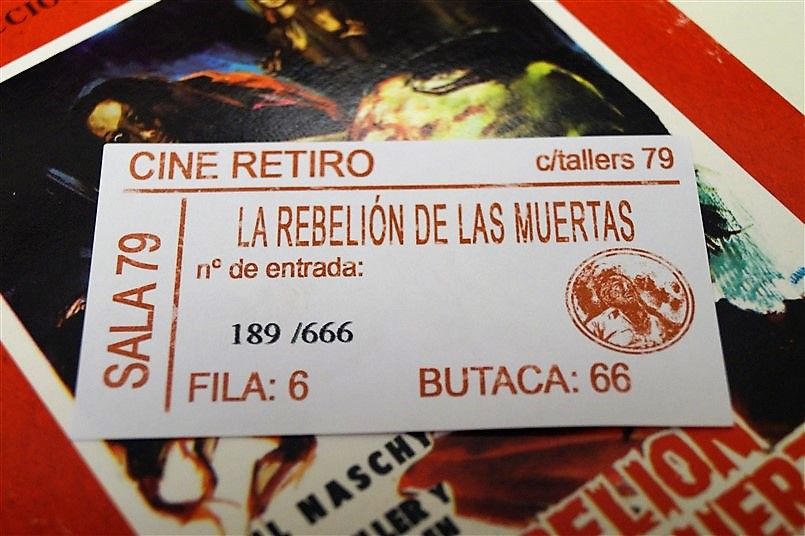 CINE RETIRO
c/tallers 79
SALA 79
LA REBELIÓN DE LAS MUERTAS
nº de entrada:
189 /666
FILA: 6
BUTACA: 66
NASCHY